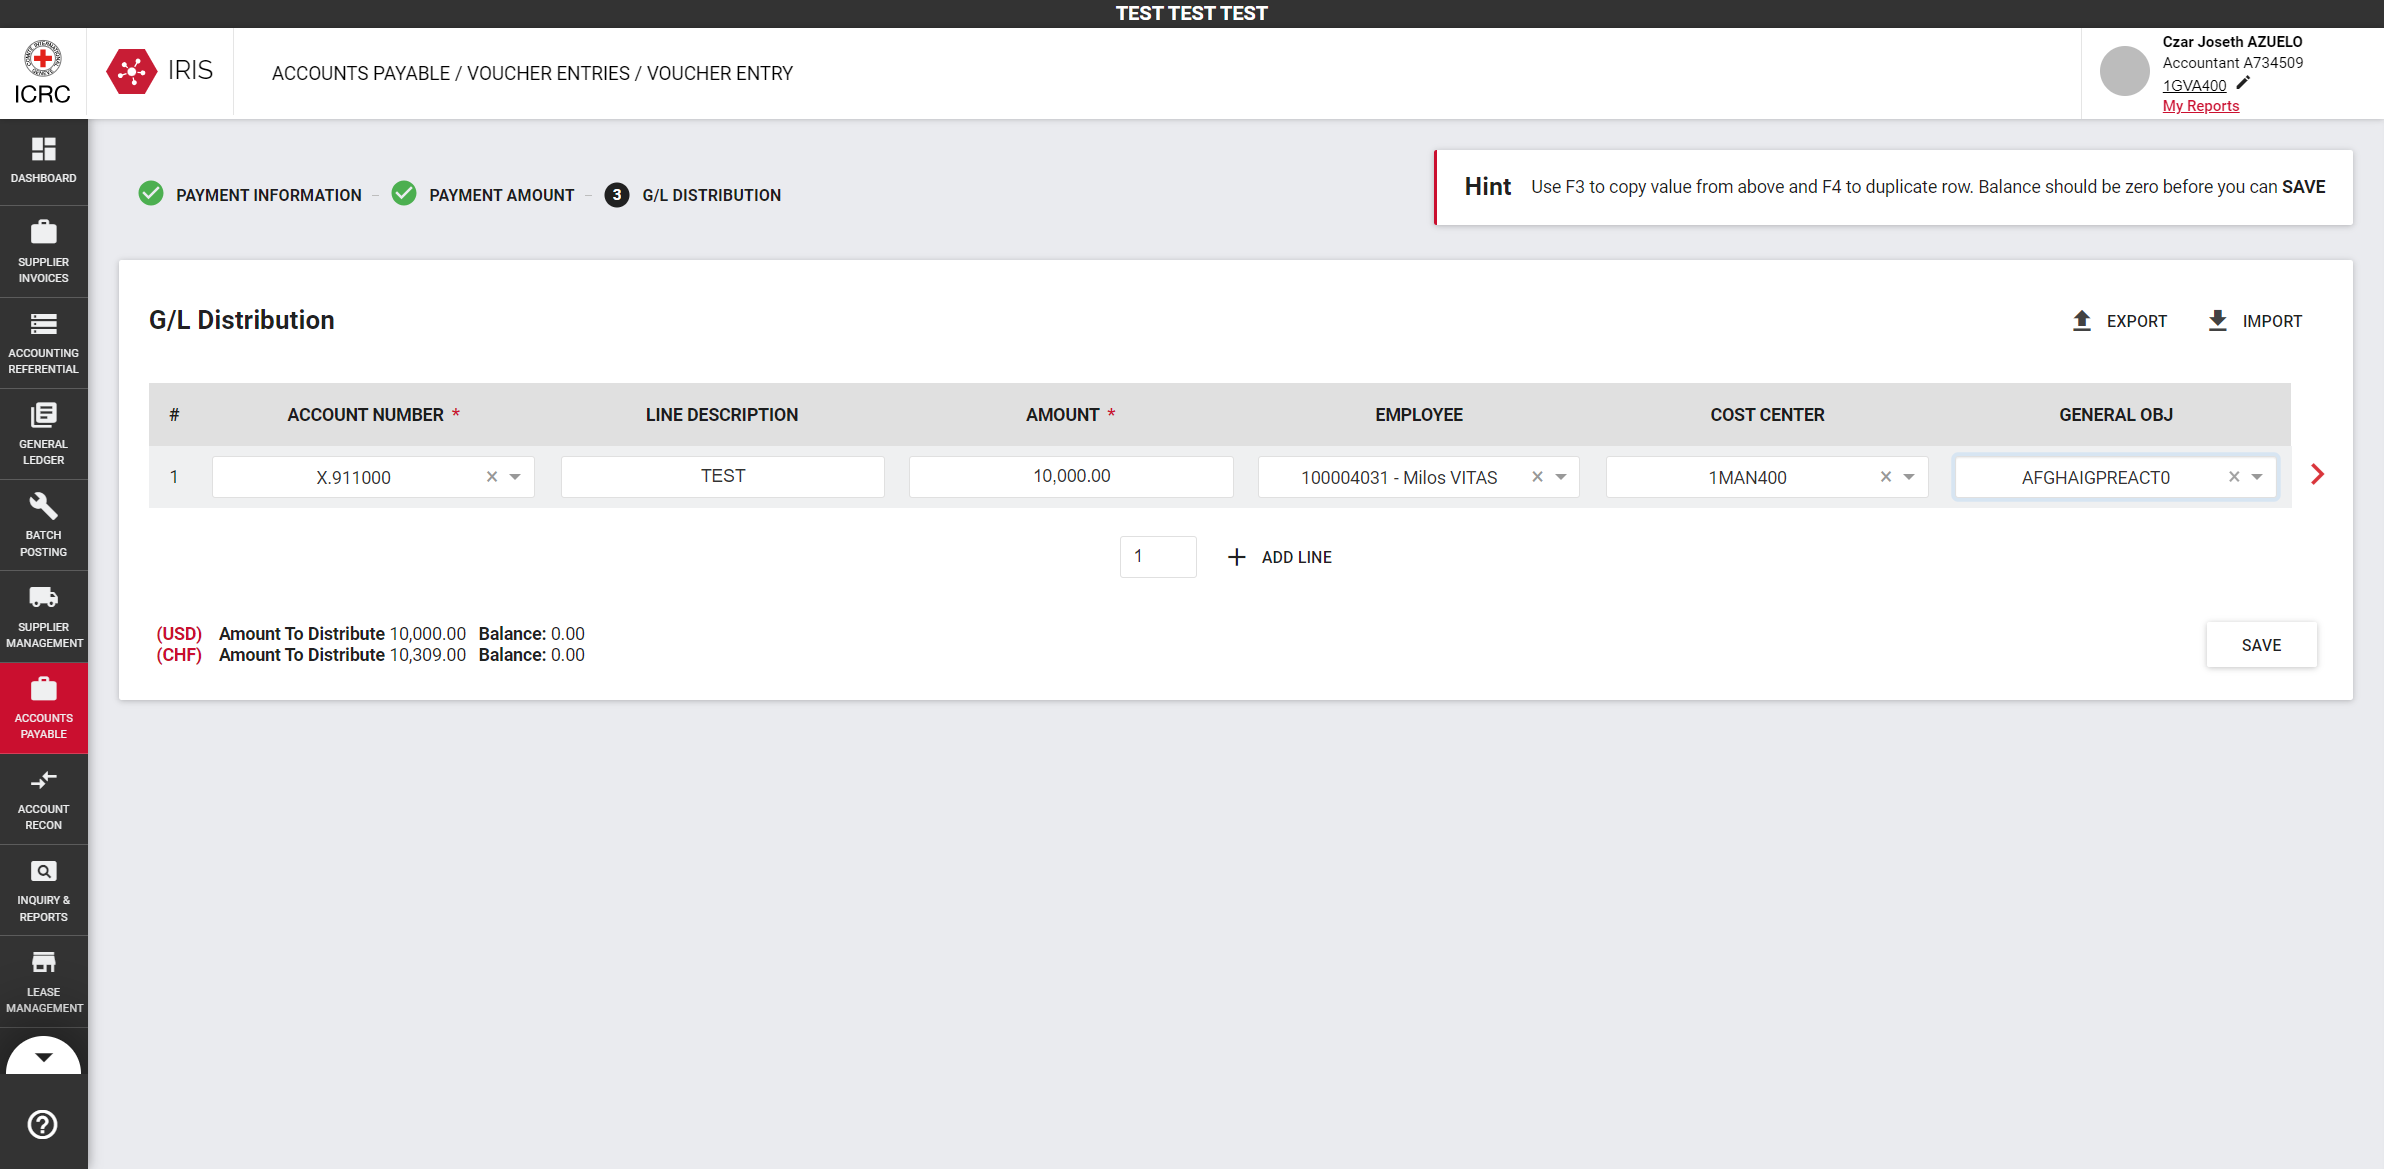 TEST TEST TEST
ICRC
IRIS
ACCOUNTS PAYABLE / VOUCHER ENTRIES / VOUCHER ENTRY
Czar Joseth AZUELO
Accountant A734509
1GVA400
My Reports
DASHBOARD
SUPPLIER
INVOICES
ACCOUNTING
REFERENTIAL
GENERAL
LEDGER
BATCH
POSTING
SUPPLIER
MANAGEMENT
ACCOUNTS
PAYABLE
ACCOUNT
RECON
INQUIRY &
REPORTS
LEASE
MANAGEMENT
PAYMENT INFORMATION
PAYMENT AMOUNT
3 G/L DISTRIBUTION
Hint Use F3 to copy value from above and F4 to duplicate row. Balance should be zero before you can SAVE
G/L Distribution
EXPORT
IMPORT
# ACCOUNT NUMBER * LINE DESCRIPTION AMOUNT * EMPLOYEE COST CENTER GENERAL OBJ
1 X.911000 TEST 10,000.00 100004031 - Milos VITAS 1MAN400 AFGHAIGPREACT0
1 ADD LINE
(USD) Amount To Distribute 10,000.00 Balance: 0.00
(CHF) Amount To Distribute 10,309.00 Balance: 0.00
SAVE